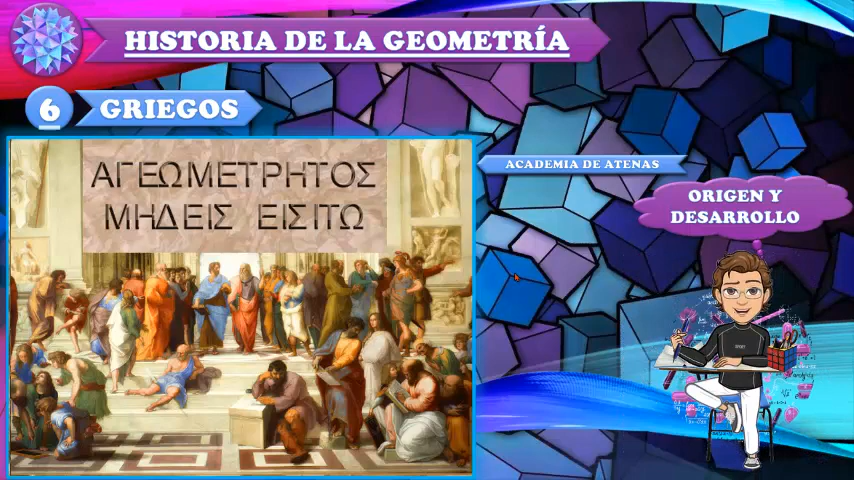 HISTORIA DE LA GEOMETRÍA
6 GRIEGOS
ΑΓΕΩΜΕΤΡΗΤΟΣ
ΜΗΔΕΙΣ ΕΙΣΙΤΩ
ACADEMIA DE ATENAS
ORIGEN Y
DESARROLLO